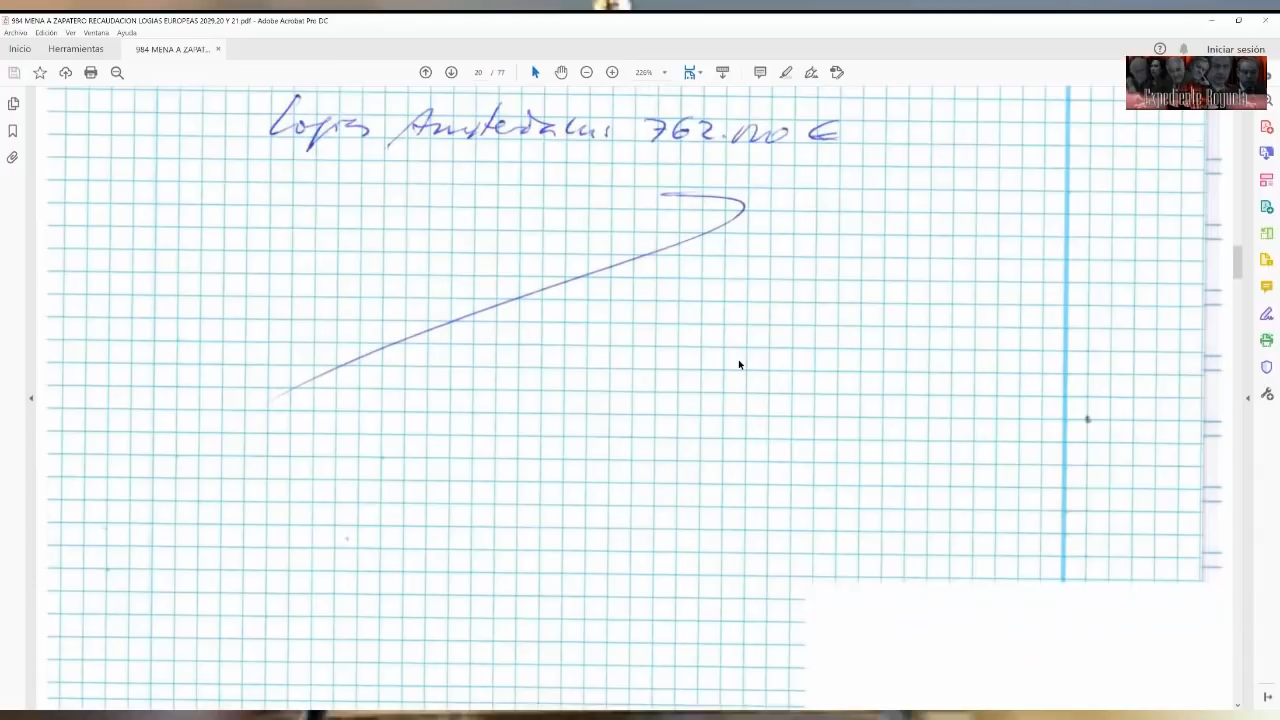 984 MENA A ZAPATERO RECAUDACION LOGIAS EUROPEAS 2029,20 Y 21.pdf - Adobe Acrobat Pro DC
Archivo Edición Ver Ventana Ayuda
Inicio Herramientas 984 MENA A ZAPAT... ×
Iniciar sesión
20 / 77
226%
Expediente Royuela
Logias Amsterdam: 762.000 €